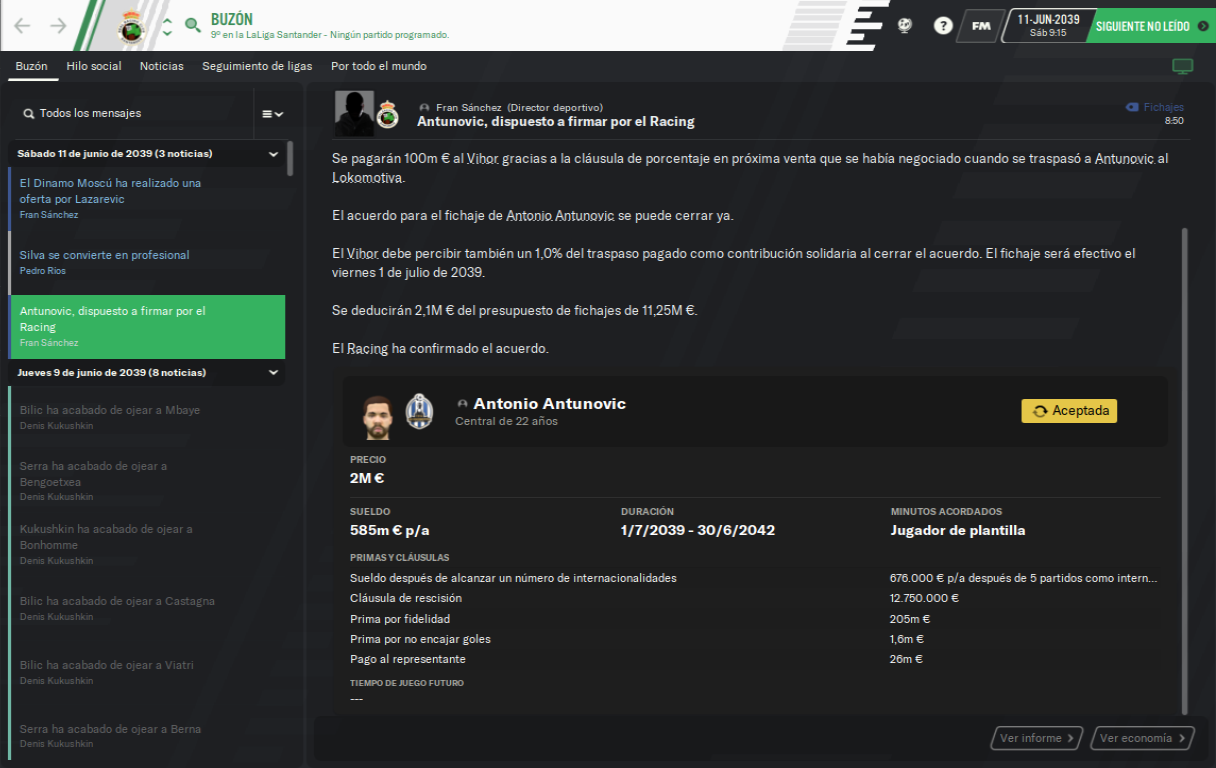 BUZÓN
9º en la LaLiga Santander - Ningún partido programado.
?
FM
11-JUN-2039
Sáb 9:15
SIGUIENTE NO LEÍDO
Buzón
Hilo social
Noticias
Seguimiento de ligas
Por todo el mundo
Todos los mensajes
Sábado 11 de junio de 2039 (3 noticias)
El Dinamo Moscú ha realizado una
oferta por Lazarevic
Fran Sánchez
Silva se convierte en profesional
Pedro Ríos
Antunovic, dispuesto a firmar por el
Racing
Fran Sánchez
Jueves 9 de junio de 2039 (8 noticias)
Bilic ha acabado de ojear a Mbaye
Denis Kukushkin
Serra ha acabado de ojear a
Bengoetxea
Denis Kukushkin
Kukushkin ha acabado de ojear a
Bonhomme
Denis Kukushkin
Bilic ha acabado de ojear a Castagna
Denis Kukushkin
Bilic ha acabado de ojear a Viatri
Denis Kukushkin
Serra ha acabado de ojear a Berna
Denis Kukushkin
Fran Sánchez (Director deportivo)
Antunovic, dispuesto a firmar por el Racing
Fichajes
8:50
Se pagarán 100m € al Vihor gracias a la cláusula de porcentaje en próxima venta que se había negociado cuando se traspasó a Antunovic al
Lokomotiva.
El acuerdo para el fichaje de Antonio Antunovic se puede cerrar ya.
El Vihor debe percibir también un 1,0% del traspaso pagado como contribución solidaria al cerrar el acuerdo. El fichaje será efectivo el
viernes 1 de julio de 2039.
Se deducirán 2,1M € del presupuesto de fichajes de 11,25M €.
El Racing ha confirmado el acuerdo.
Antonio Antunovic
Central de 22 años
Aceptada
PRECIO
2M €
SUELDO
585m € p/a
DURACIÓN
1/7/2039 - 30/6/2042
MINUTOS ACORDADOS
Jugador de plantilla
PRIMAS Y CLÁUSULAS
Sueldo después de alcanzar un número de internacionalidades
676.000 € p/a después de 5 partidos como intern...
Cláusula de rescisión
12.750.000 €
Prima por fidelidad
205m €
Prima por no encajar goles
1,6m €
Pago al representante
26m €
TIEMPO DE JUEGO FUTURO
---
Ver informe
Ver economía